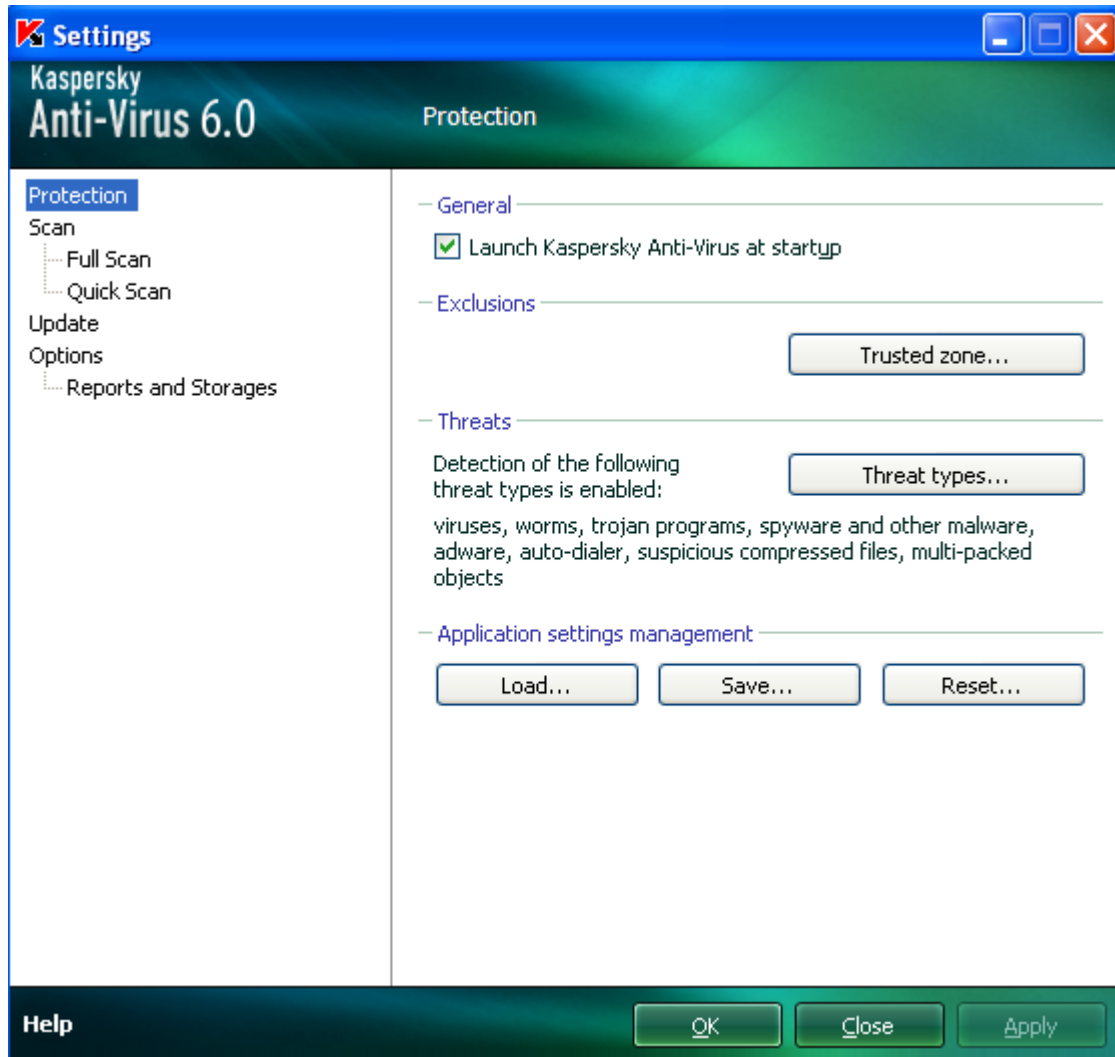 Settings
Kaspersky
Anti-Virus 6.0
Protection
Protection
Scan
Full Scan
Quick Scan
Update
Options
Reports and Storages
General
Launch Kaspersky Anti-Virus at startup
Exclusions
Trusted zone...
Threats
Detection of the following
threat types is enabled:
Threat types...
viruses, worms, trojan programs, spyware and other malware,
adware, auto-dialer, suspicious compressed files, multi-packed
objects
Application settings management
Load... Save... Reset...
Help OK Close Apply